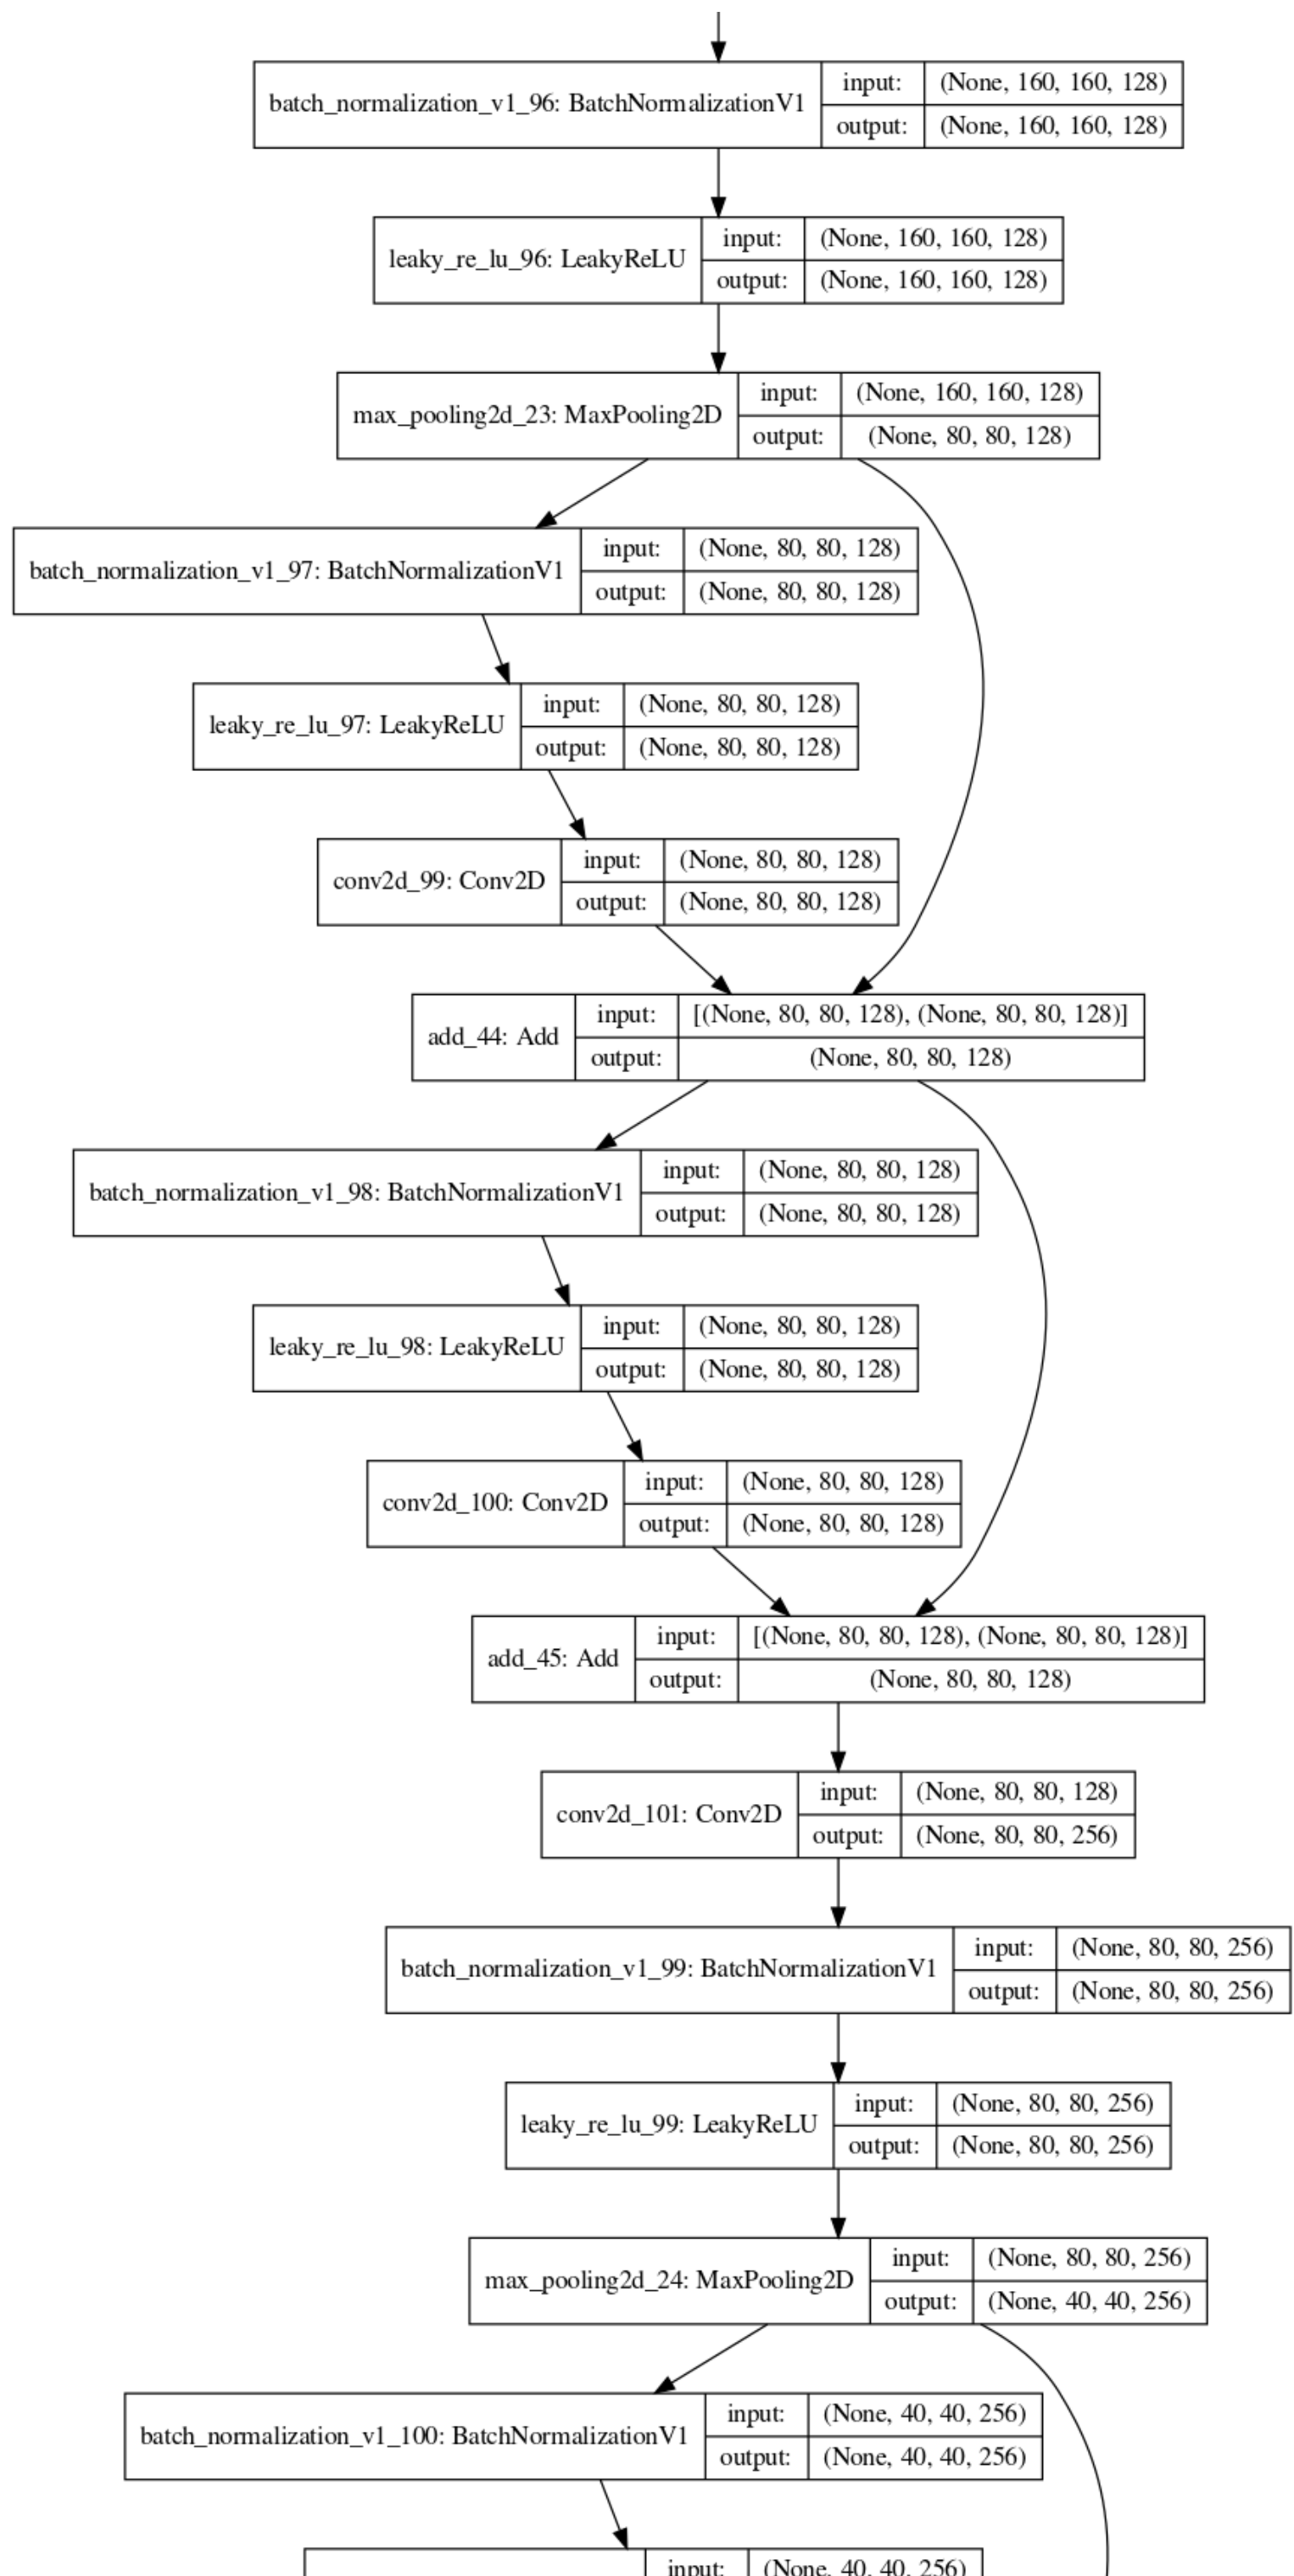 batch_normalization_v1_96: BatchNormalizationV1
input: (None, 160, 160, 128)
output: (None, 160, 160, 128)
leaky_re_lu_96: LeakyReLU
input: (None, 160, 160, 128)
output: (None, 160, 160, 128)
max_pooling2d_23: MaxPooling2D
input: (None, 160, 160, 128)
output: (None, 80, 80, 128)
batch_normalization_v1_97: BatchNormalizationV1
input: (None, 80, 80, 128)
output: (None, 80, 80, 128)
leaky_re_lu_97: LeakyReLU
input: (None, 80, 80, 128)
output: (None, 80, 80, 128)
conv2d_99: Conv2D
input: (None, 80, 80, 128)
output: (None, 80, 80, 128)
add_44: Add
input: [(None, 80, 80, 128), (None, 80, 80, 128)]
output: (None, 80, 80, 128)
batch_normalization_v1_98: BatchNormalizationV1
input: (None, 80, 80, 128)
output: (None, 80, 80, 128)
leaky_re_lu_98: LeakyReLU
input: (None, 80, 80, 128)
output: (None, 80, 80, 128)
conv2d_100: Conv2D
input: (None, 80, 80, 128)
output: (None, 80, 80, 128)
add_45: Add
input: [(None, 80, 80, 128), (None, 80, 80, 128)]
output: (None, 80, 80, 128)
conv2d_101: Conv2D
input: (None, 80, 80, 128)
output: (None, 80, 80, 256)
batch_normalization_v1_99: BatchNormalizationV1
input: (None, 80, 80, 256)
output: (None, 80, 80, 256)
leaky_re_lu_99: LeakyReLU
input: (None, 80, 80, 256)
output: (None, 80, 80, 256)
max_pooling2d_24: MaxPooling2D
input: (None, 80, 80, 256)
output: (None, 40, 40, 256)
batch_normalization_v1_100: BatchNormalizationV1
input: (None, 40, 40, 256)
output: (None, 40, 40, 256)
input: (None, 40, 40, 256)